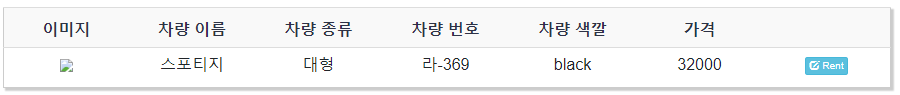 이미지 차량 이름 차량 종류 차량 번호 차량 색깔 가격
스포티지 대형 라-369 black 32000 Rent